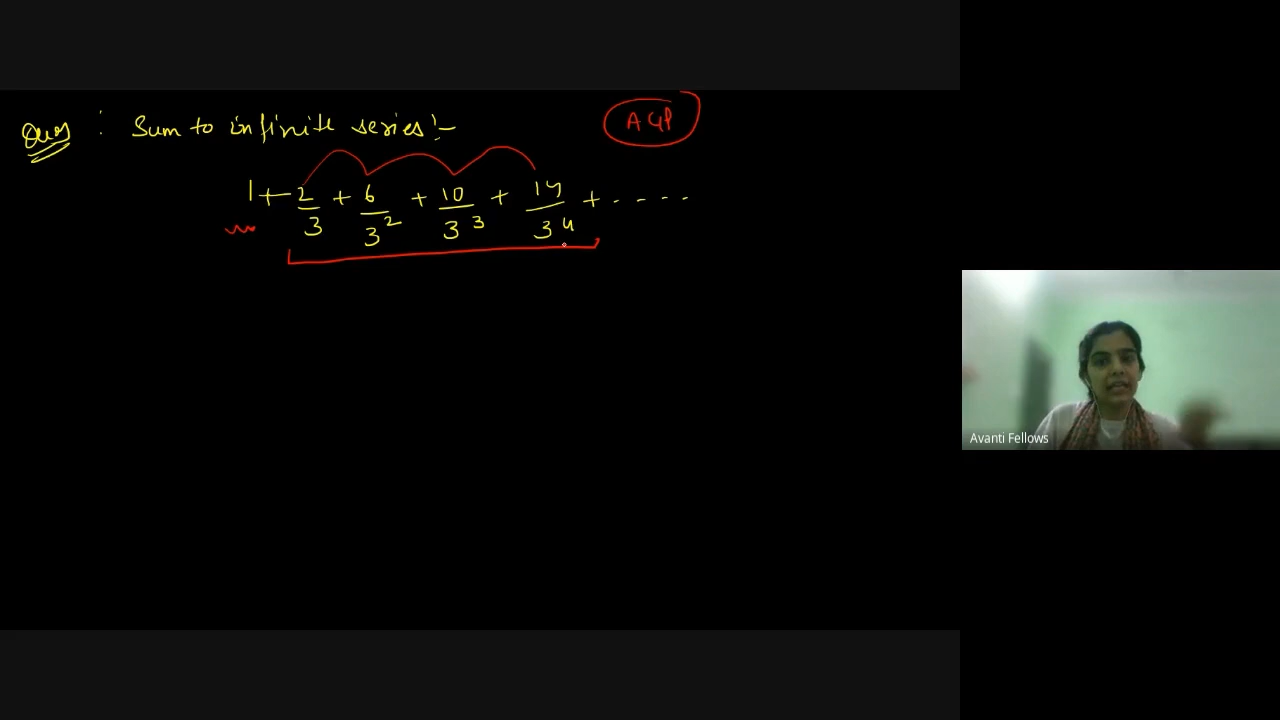 Ques : Sum to infinite series :-
AGP
1 + 2/3 + 6/3² + 10/3³ + 14/3⁴ + . . . .
Avanti Fellows